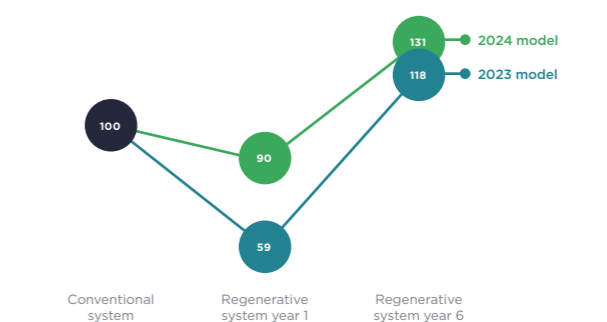 131
2024 model
118
2023 model
100
90
59
Conventional
system
Regenerative
system year 1
Regenerative
system year 6